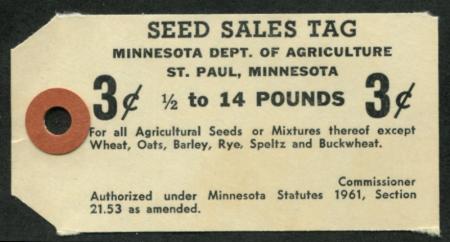 SEED SALES TAG
MINNESOTA DEPT. OF AGRICULTURE
ST. PAUL, MINNESOTA
3¢ ½ to 14 POUNDS 3¢
For all Agricultural Seeds or Mixtures thereof except
Wheat, Oats, Barley, Rye, Speltz and Buckwheat.
Commissioner
Authorized under Minnesota Statutes 1961, Section
21.53 as amended.